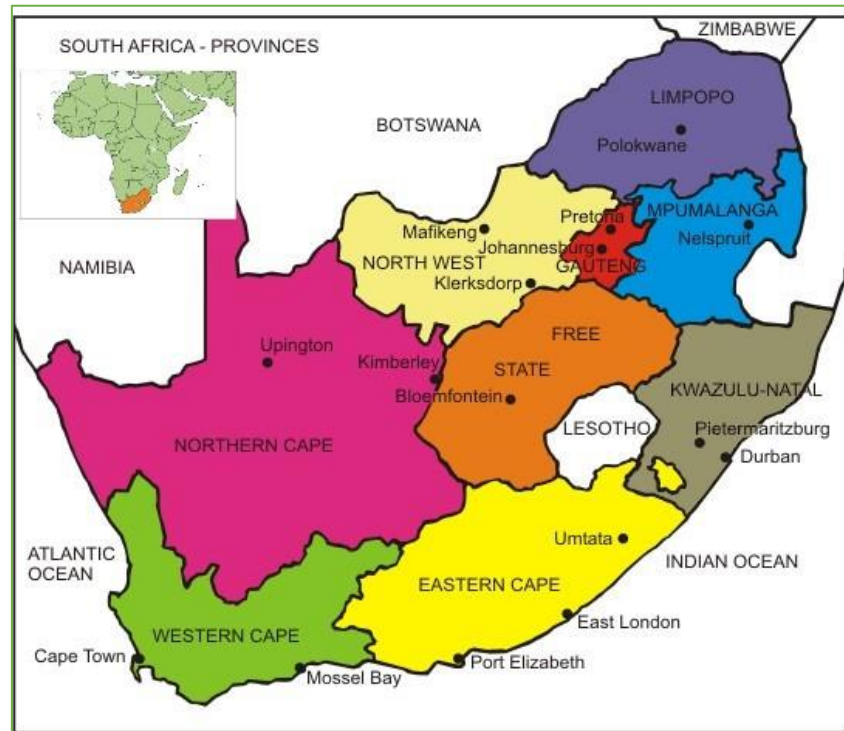 ZIMBABWE
SOUTH AFRICA - PROVINCES
LIMPOPO
BOTSWANA
Polokwane
MPUMALANGA
Pretoria
Mafikeng
Nelspruit
Johannesburg
NAMIBIA
NORTH WEST
GAUTENG
Klerksdorp
FREE
STATE
Upington
Kimberley
Bloemfontein
KWAZULU-NATAL
LESOTHO
Pietermaritzburg
NORTHERN CAPE
Durban
Umtata
ATLANTIC
OCEAN
INDIAN OCEAN
EASTERN CAPE
East London
WESTERN CAPE
Cape Town
Port Elizabeth
Mossel Bay